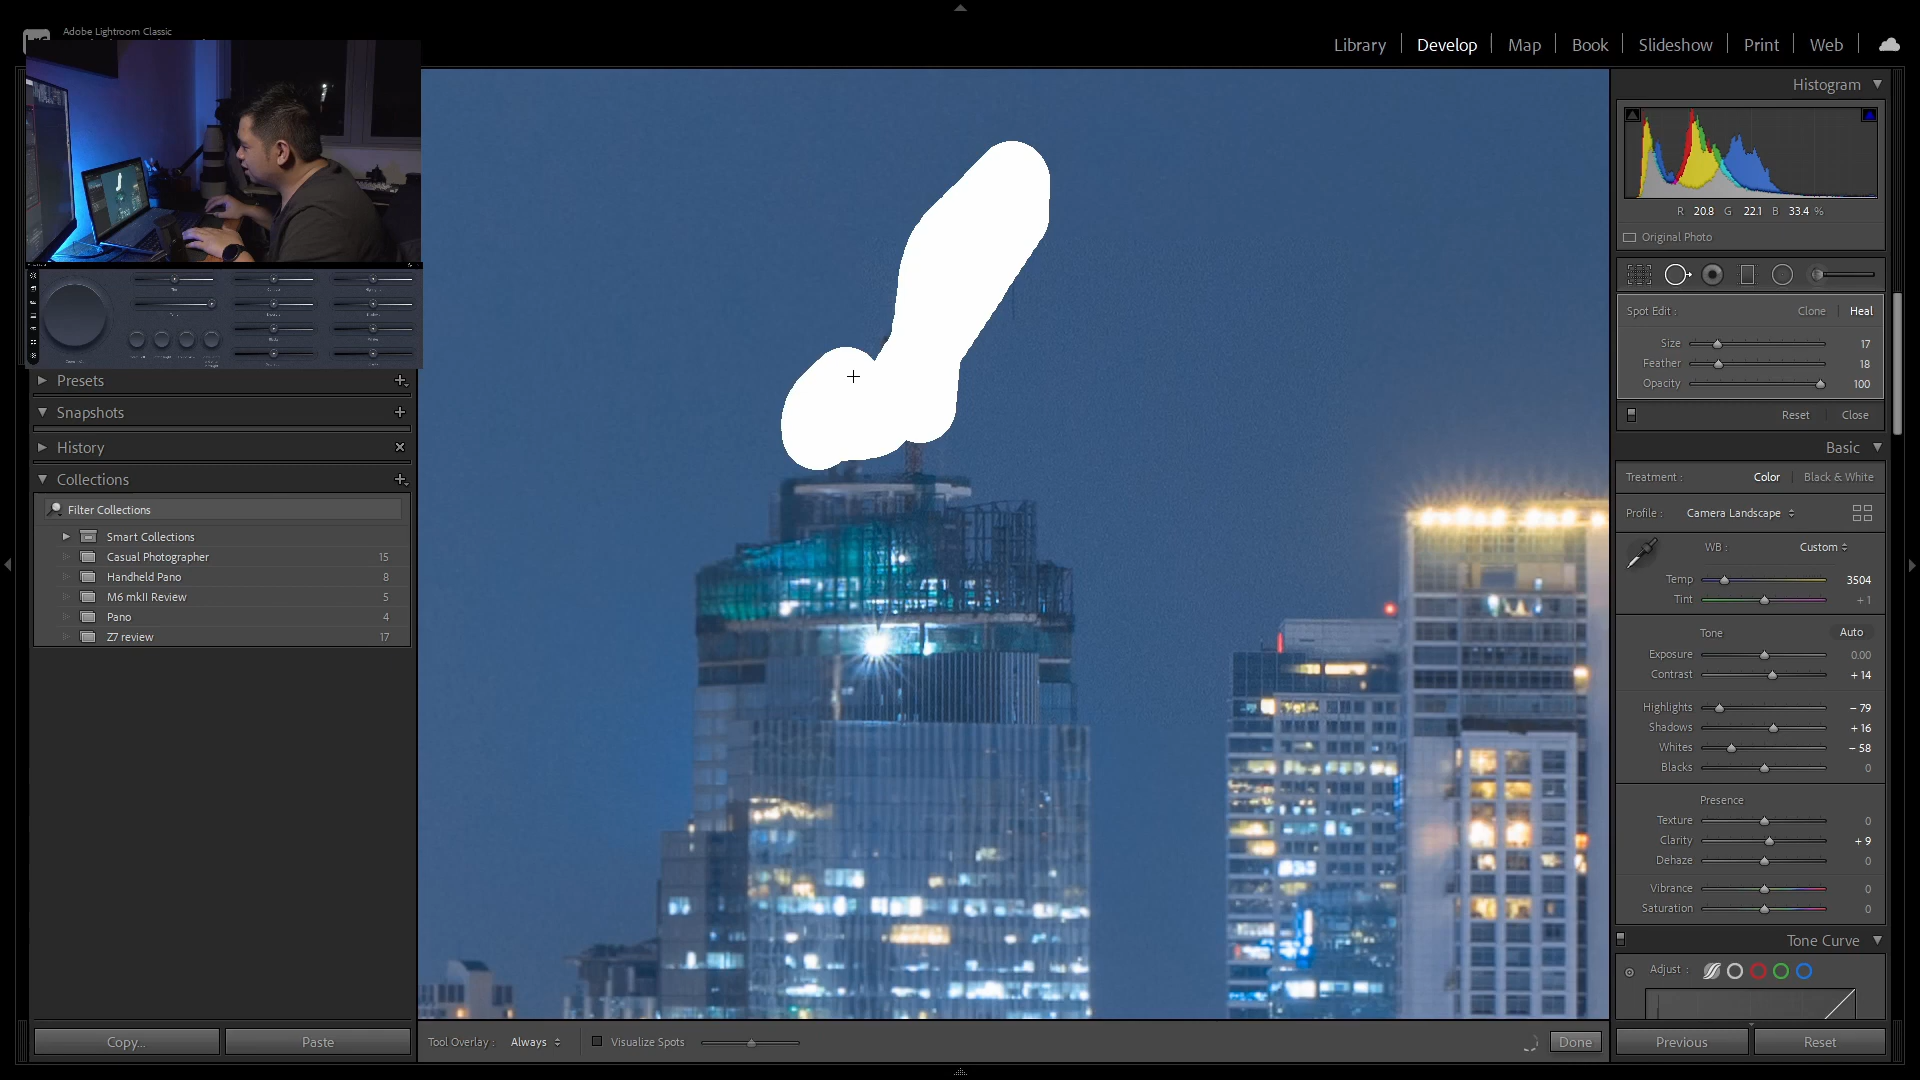 Adobe Lightroom Classic
Library Develop Map Book Slideshow Print Web
Histogram
R 20.8 G 22.1 B 33.4 %
Original Photo
Spot Edit : Clone Heal
Size 17
Feather 18
Opacity 100
Reset Close
Basic
Treatment : Color Black & White
Profile : Camera Landscape
WB : Custom
Temp 3504
Tint + 1
Tone Auto
Exposure 0.00
Contrast + 14
Highlights – 79
Shadows + 16
Whites – 58
Blacks 0
Presence
Texture 0
Clarity + 9
Dehaze 0
Vibrance 0
Saturation 0
Tone Curve
Adjust :
Presets
Snapshots
History
Collections
Filter Collections
Smart Collections
Casual Photographer 15
Handheld Pano 8
M6 mkII Review 5
Pano 4
Z7 review 17
Copy... Paste
Tool Overlay : Always Visualize Spots Done
Previous Reset